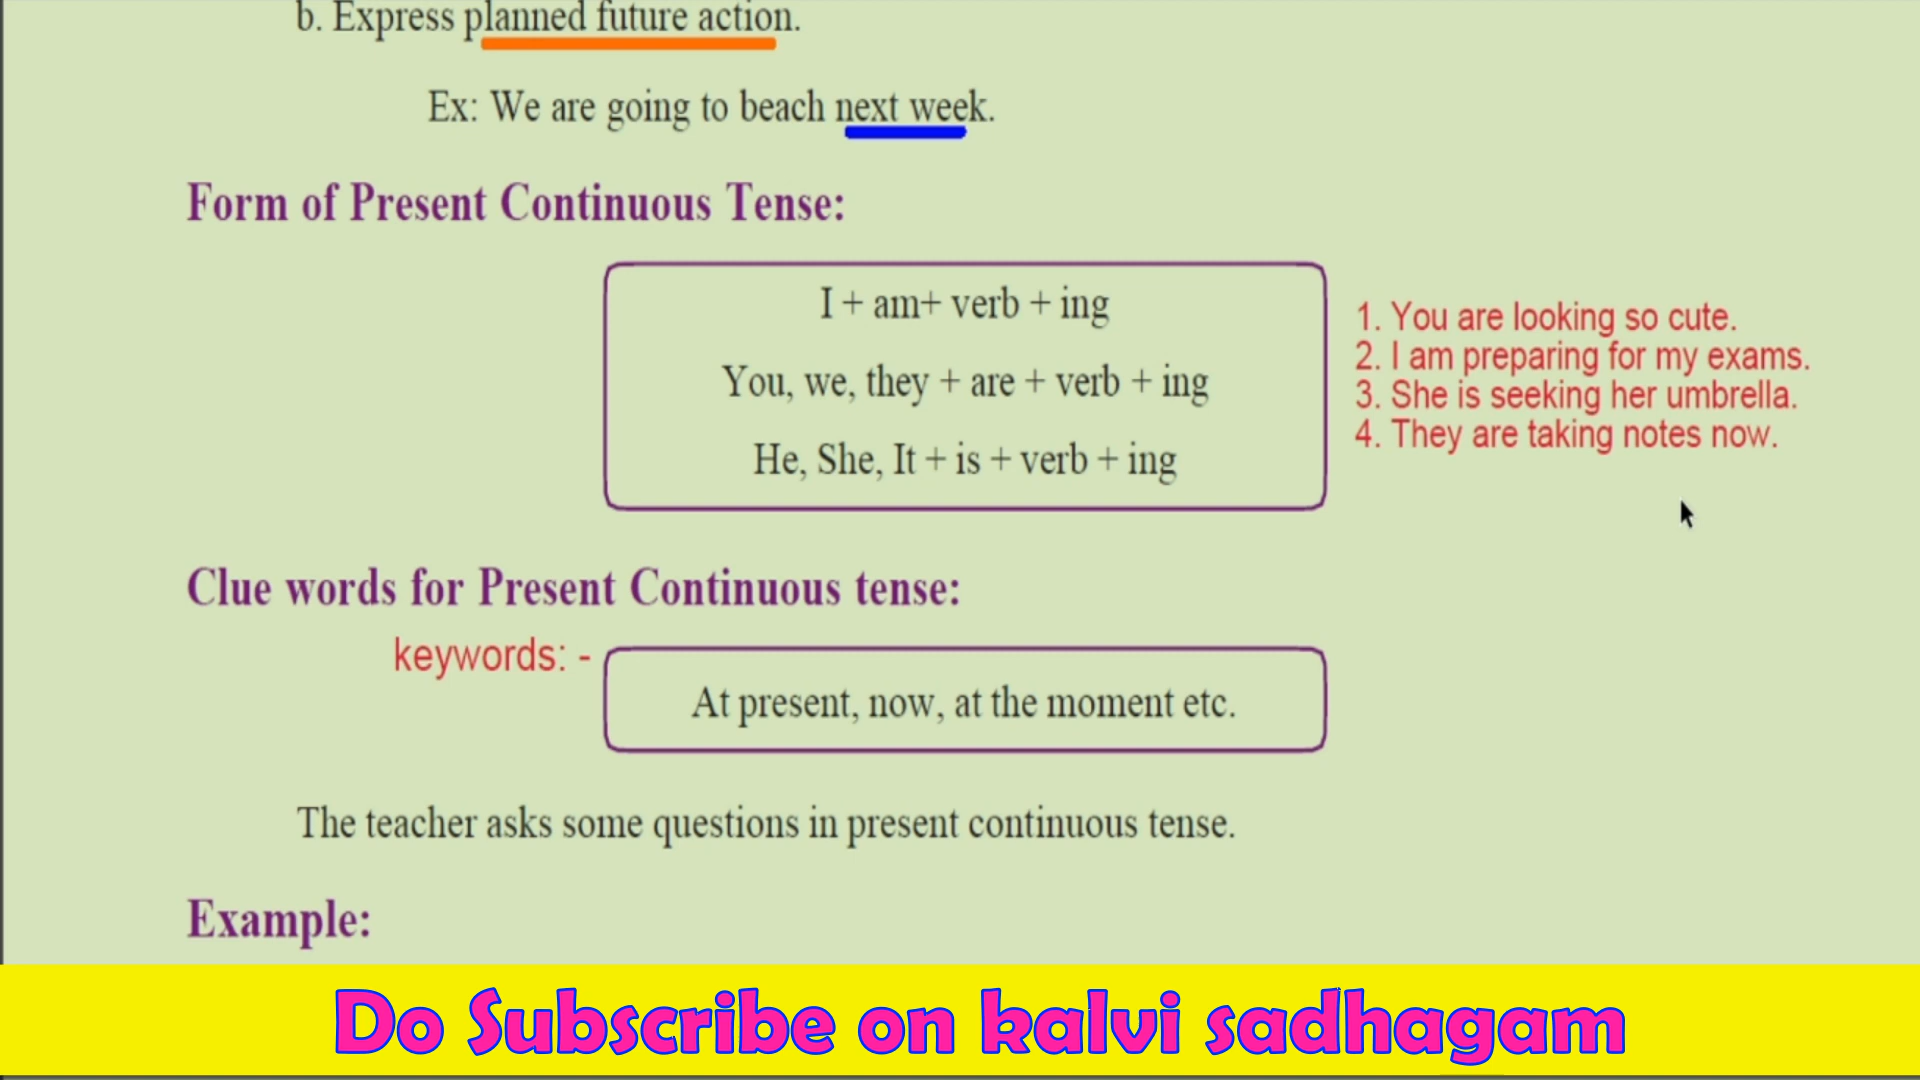 b. Express planned future action.
Ex: We are going to beach next week.
Form of Present Continuous Tense:
I + am+ verb + ing
You, we, they + are + verb + ing
He, She, It + is + verb + ing
1. You are looking so cute.
2. I am preparing for my exams.
3. She is seeking her umbrella.
4. They are taking notes now.
Clue words for Present Continuous tense:
keywords: -
At present, now, at the moment etc.
The teacher asks some questions in present continuous tense.
Example:
Do Subscribe on kalvi sadhagam